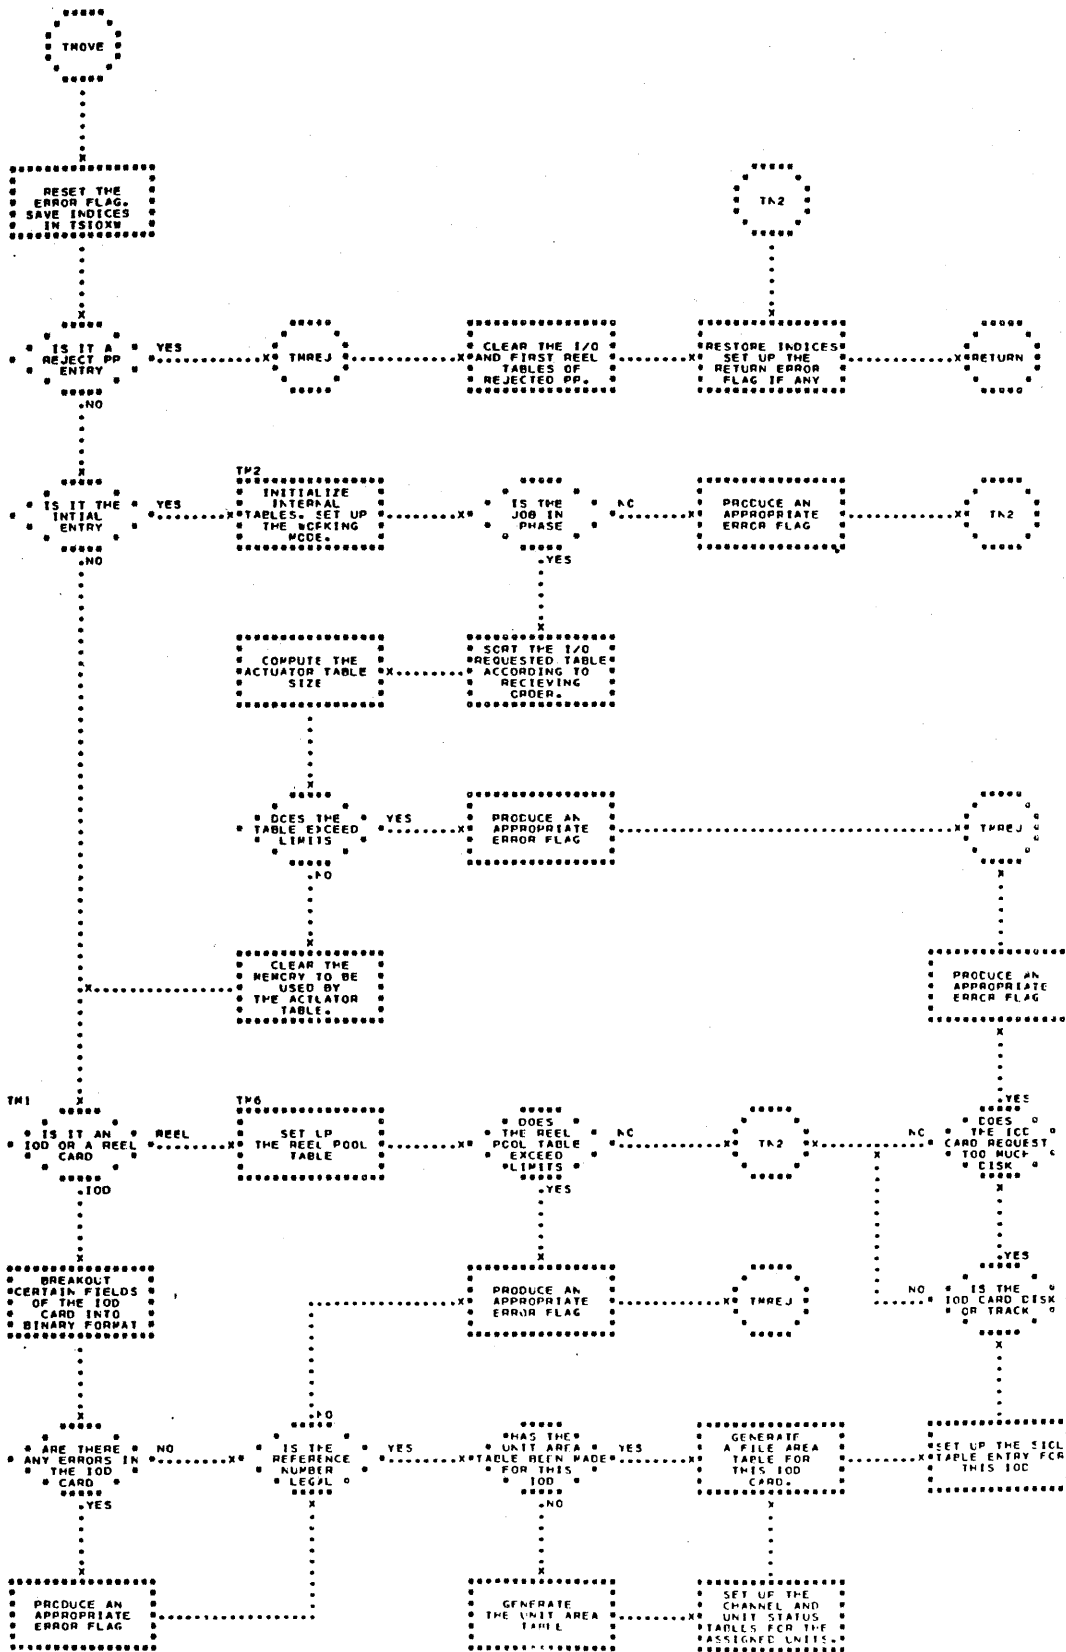 TMOVE
RESET THE
ERROR FLAG.
SAVE INDICES
IN TSIOXW
TN2
IS IT A
REJECT PP
ENTRY
YES
TMREJ
CLEAR THE I/O
AND FIRST REEL
TABLES OF
REJECTED PP.
RESTORE INDICES
SET UP THE
RETURN ERROR
FLAG IF ANY
RETURN
NO
TM2
IS IT THE
INTIAL
ENTRY
YES
INITIALIZE
INTERNAL
TABLES. SET UP
THE WORKING
MODE.
IS THE
JOB IN
PHASE
NO
PRODUCE AN
APPROPRIATE
ERROR FLAG
TN2
NO
YES
COMPUTE THE
ACTUATOR TABLE
SIZE
SORT THE I/O
REQUESTED TABLE
ACCORDING TO
RECIEVING
ORDER.
DOES THE
TABLE EXCEED
LIMITS
YES
PRODUCE AN
APPROPRIATE
ERROR FLAG
TMREJ
NO
CLEAR THE
MEMORY TO BE
USED BY
THE ACTUATOR
TABLE.
PRODUCE AN
APPROPRIATE
ERROR FLAG
YES
TM1
IS IT AN
IOD OR A REEL
CARD
REEL
TM6
SET UP
THE REEL POOL
TABLE
DOES
THE REEL
POOL TABLE
EXCEED
LIMITS
NO
TN2
NO
DOES
THE IOD
CARD REQUEST
TOO MUCH
DISK
IOD
YES
YES
BREAKOUT
CERTAIN FIELDS
OF THE IOD
CARD INTO
BINARY FORMAT
PRODUCE AN
APPROPRIATE
ERROR FLAG
TMREJ
NO
IS THE
IOD CARD DISK
OR TRACK
NO
ARE THERE
ANY ERRORS IN
THE IOD
CARD
NO
IS THE
REFERENCE
NUMBER
LEGAL
YES
HAS THE
UNIT AREA
TABLE BEEN MADE
FOR THIS
IOD
YES
GENERATE
A FILE AREA
TABLE FOR
THIS IOD
CARD.
SET UP THE SICL
TABLE ENTRY FOR
THIS IOD
YES
NO
PRODUCE AN
APPROPRIATE
ERROR FLAG
GENERATE
THE UNIT AREA
TABLE
SET UP THE
CHANNEL AND
UNIT STATUS
TABLES FOR THE
ASSIGNED UNITS.